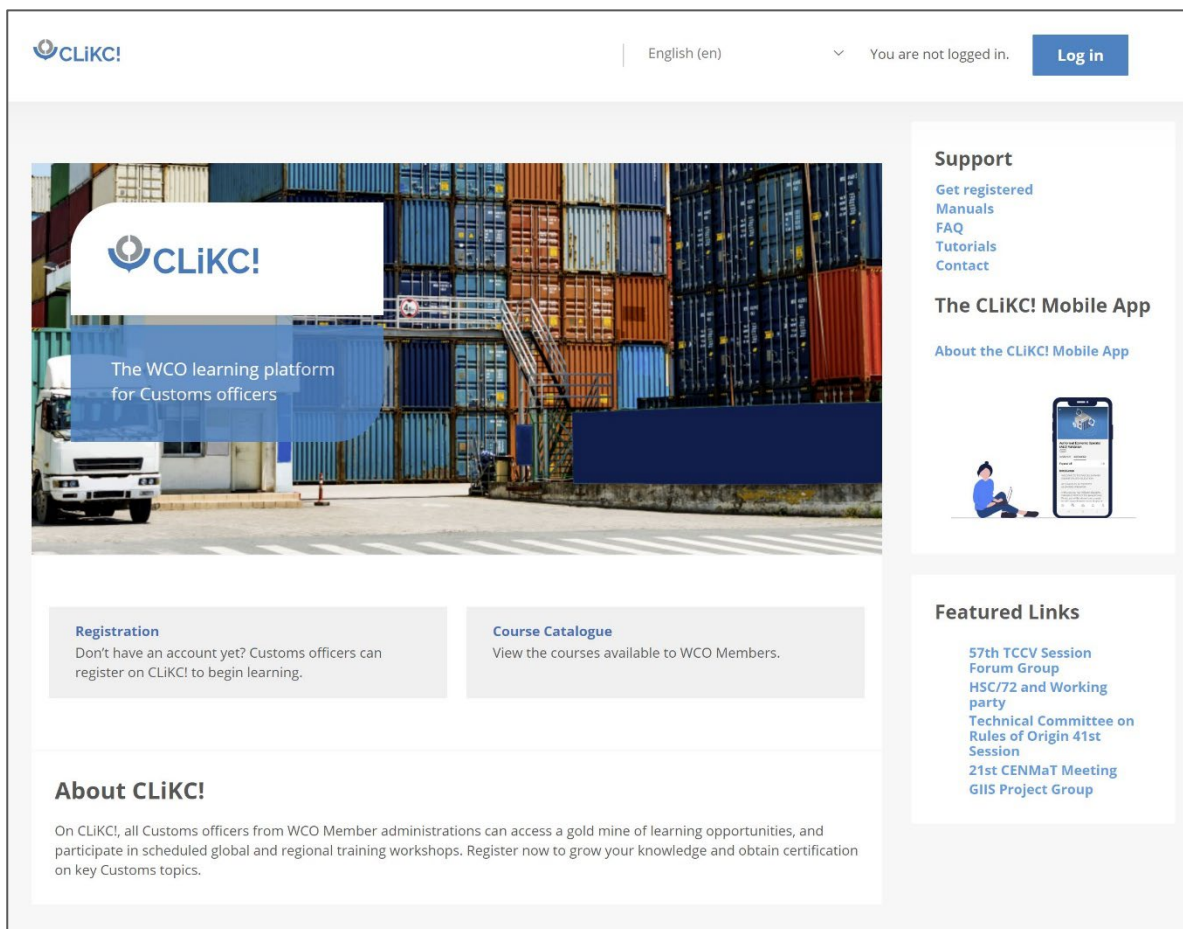 CLiKC!
English (en)
You are not logged in.
Log in
CLiKC!
The WCO learning platform
for Customs officers
Registration
Don't have an account yet? Customs officers can
register on CLiKC! to begin learning.
Course Catalogue
View the courses available to WCO Members.
About CLiKC!
On CLiKC!, all Customs officers from WCO Member administrations can access a gold mine of learning opportunities, and
participate in scheduled global and regional training workshops. Register now to grow your knowledge and obtain certification
on key Customs topics.
Support
Get registered
Manuals
FAQ
Tutorials
Contact
The CLiKC! Mobile App
About the CLiKC! Mobile App
Featured Links
57th TCCV Session
Forum Group
HSC/72 and Working
party
Technical Committee on
Rules of Origin 41st
Session
21st CENMaT Meeting
GIIS Project Group